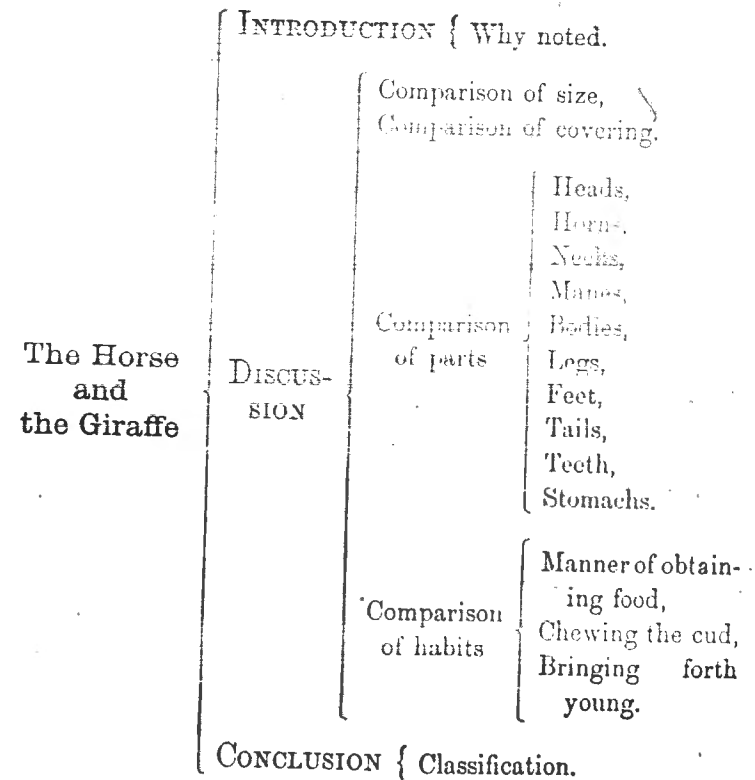 The Horse
and
the Giraffe
INTRODUCTION { Why noted.
DISCUS-
SION
Comparison of size,
Comparison of covering.
Comparison
of parts
Heads,
Horns,
Necks,
Manes,
Bodies,
Legs,
Feet,
Tails,
Teeth,
Stomachs.
Comparison
of habits
Manner of obtain-
ing food,
Chewing the cud,
Bringing forth
young.
CONCLUSION { Classification.